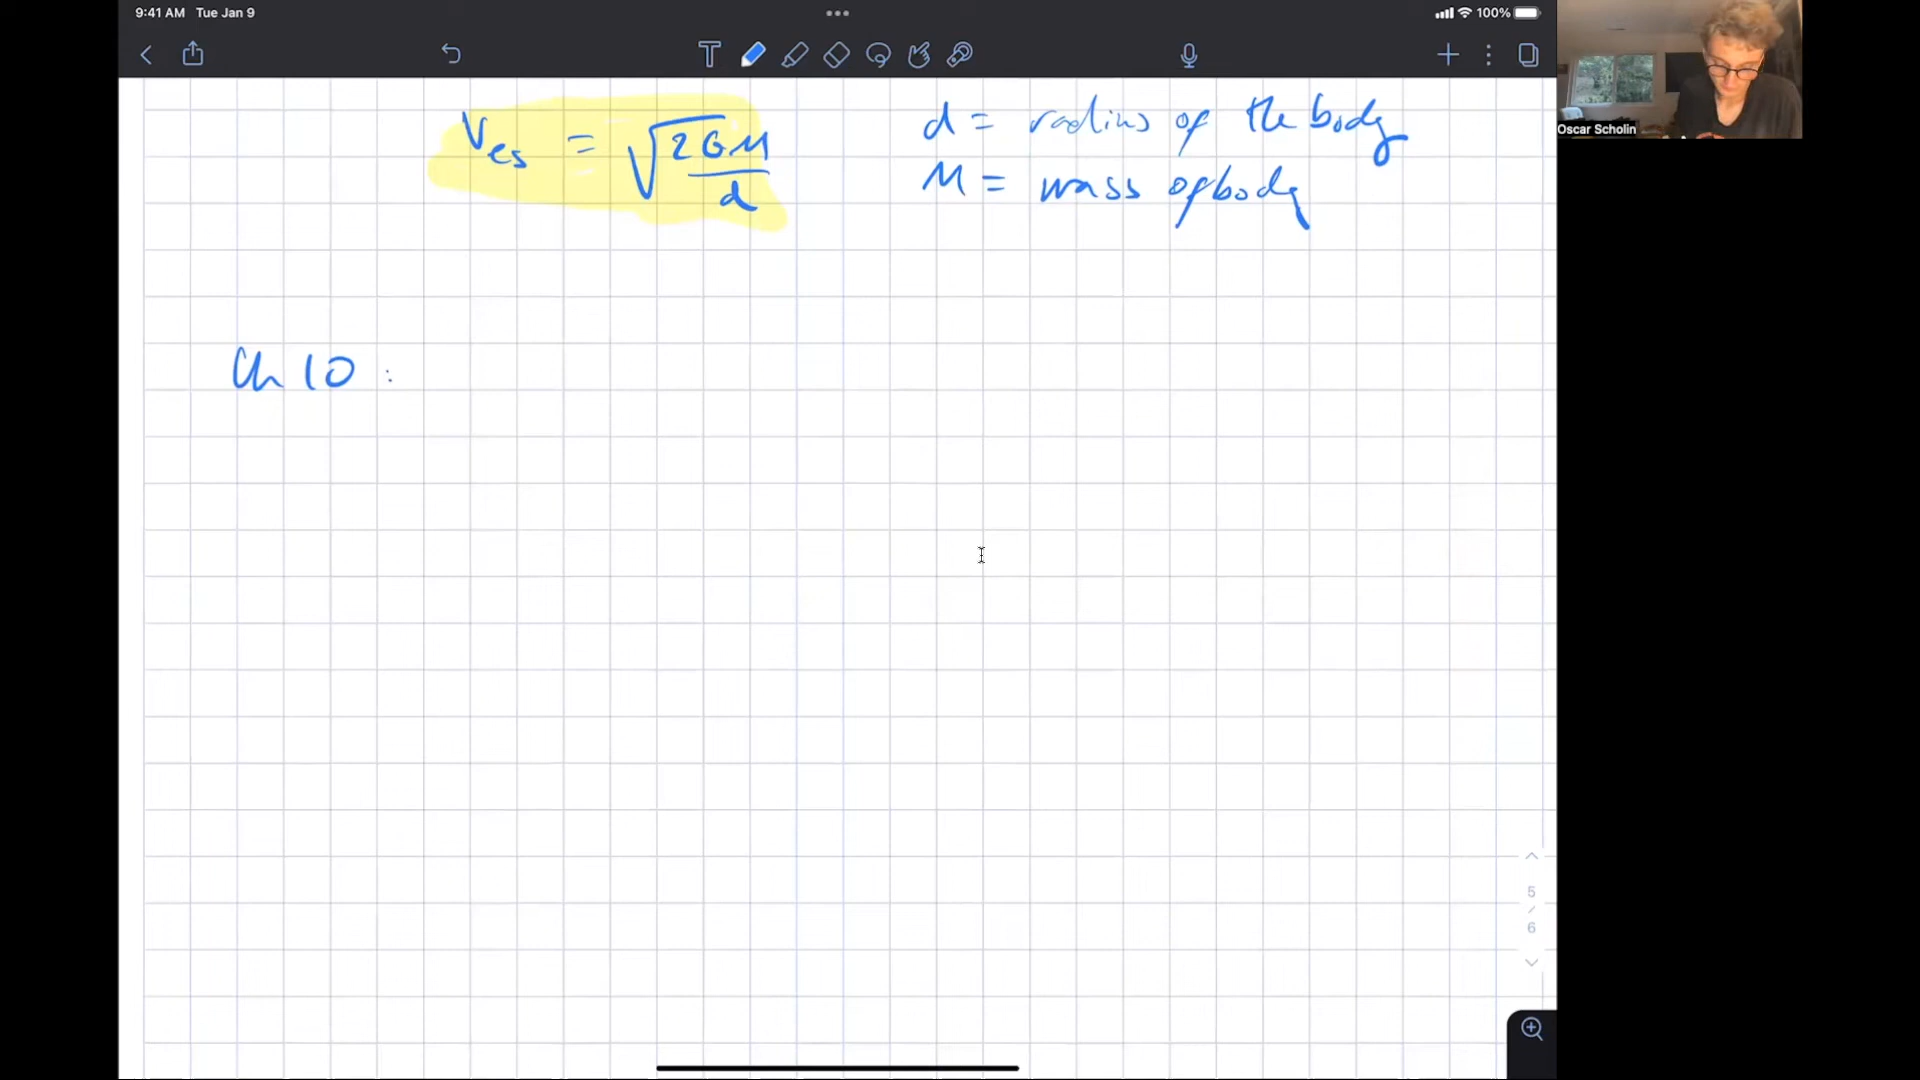 9:41 AM Tue Jan 9
100%
Oscar Scholin
V_es = √(2GM/d)
d = radius of the body
M = mass of body
Ch 10 :
5
/
6